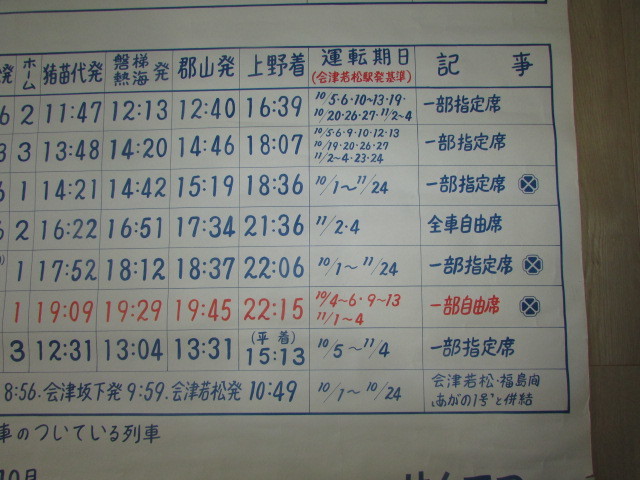 発 ホーム 猪苗代発 磐梯熱海発 郡山発 上野着 運転期日(会津若松駅発基準) 記事
6 2 11:47 12:13 12:40 16:39 10/5·6·10~13·19· 10/20·26·27·11/2~4 一部指定席
3 3 13:48 14:20 14:46 18:07 10/5·6·9·10·12·13 10/19·20·26·27 11/2~4·23·24 一部指定席
6 1 14:21 14:42 15:19 18:36 10/1~11/24 一部指定席
6 2 16:22 16:51 17:34 21:36 11/2·4 全車自由席
1 17:52 18:12 18:37 22:06 10/1~11/24 一部指定席
1 19:09 19:29 19:45 22:15 10/4~6·9~13 11/1~4 一部自由席
3 12:31 13:04 13:31 (平着)15:13 10/5~11/4 一部指定席
8:56.会津坂下発 9:59.会津若松発 10:49 10/1~10/24 会津若松·福島間「あがの1号」と併結
車のついている列車
10月